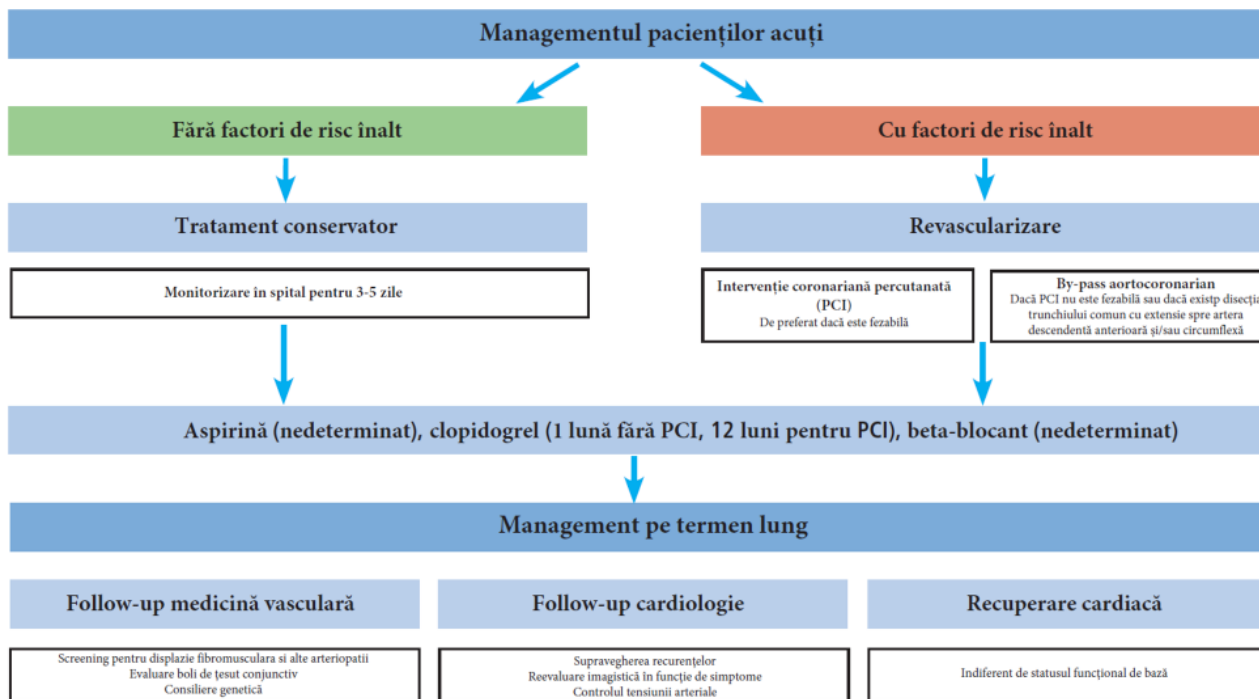 Managementul pacienților acuți
Fără factori de risc înalt
Cu factori de risc înalt
Tratament conservator
Revascularizare
Monitorizare în spital pentru 3-5 zile
Intervenție coronariană percutanată
(PCI)
De preferat dacă este fezabilă
By-pass aortocoronarian
Dacă PCI nu este fezabilă sau dacă existp disecția
trunchiului comun cu extensie spre artera
descendentă anterioară și/sau circumflexă
Aspirină (nedeterminat), clopidogrel (1 lună fără PCI, 12 luni pentru PCI), beta-blocant (nedeterminat)
Management pe termen lung
Follow-up medicină vasculară
Follow-up cardiologie
Recuperare cardiacă
Screening pentru displazie fibromusculara si alte arteriopatii
Evaluare boli de țesut conjunctiv
Consiliere genetică
Supravegherea recurențelor
Reevaluare imagistică în funcție de simptome
Controlul tensiunii arteriale
Indiferent de statusul funcțional de bază